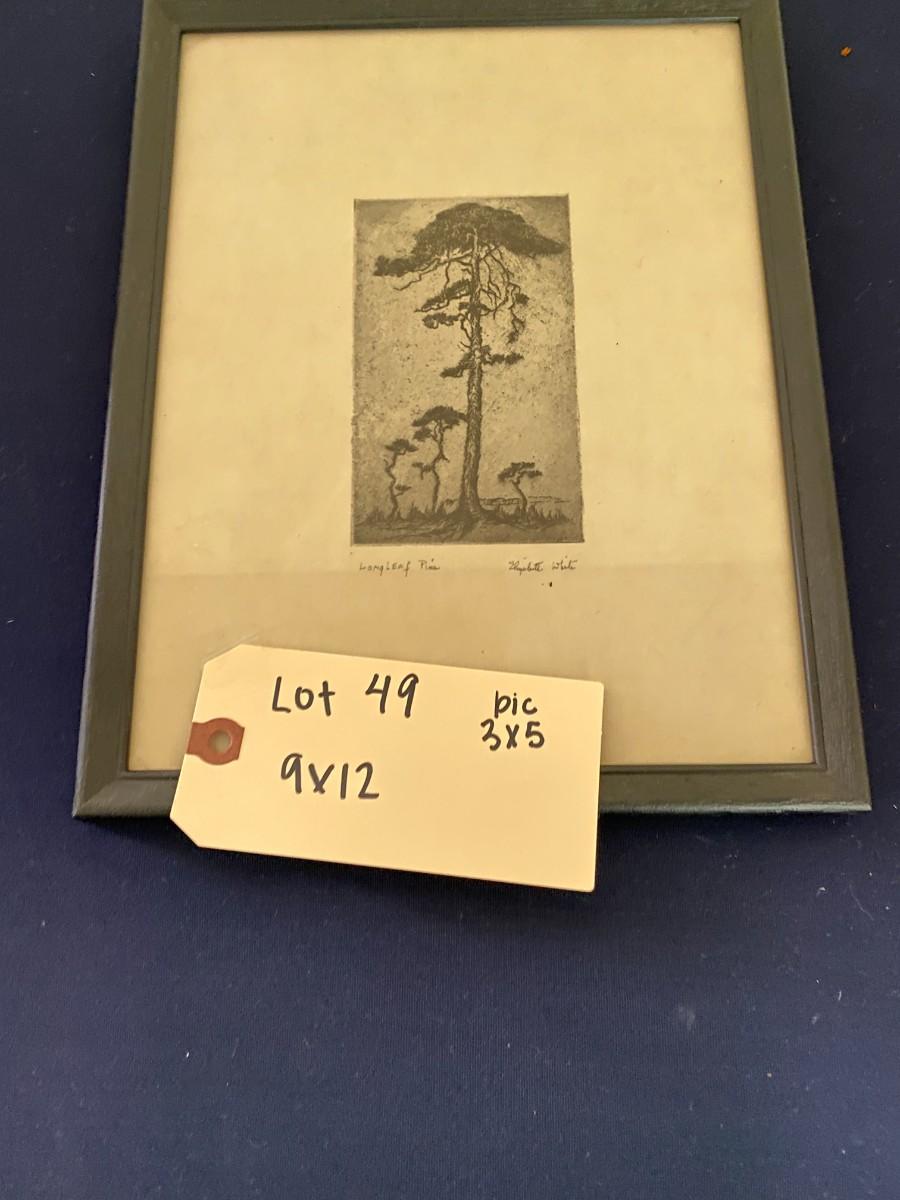 LongLeaf Pine
Elizabeth White
Lot 49
pic
3x5
9x12